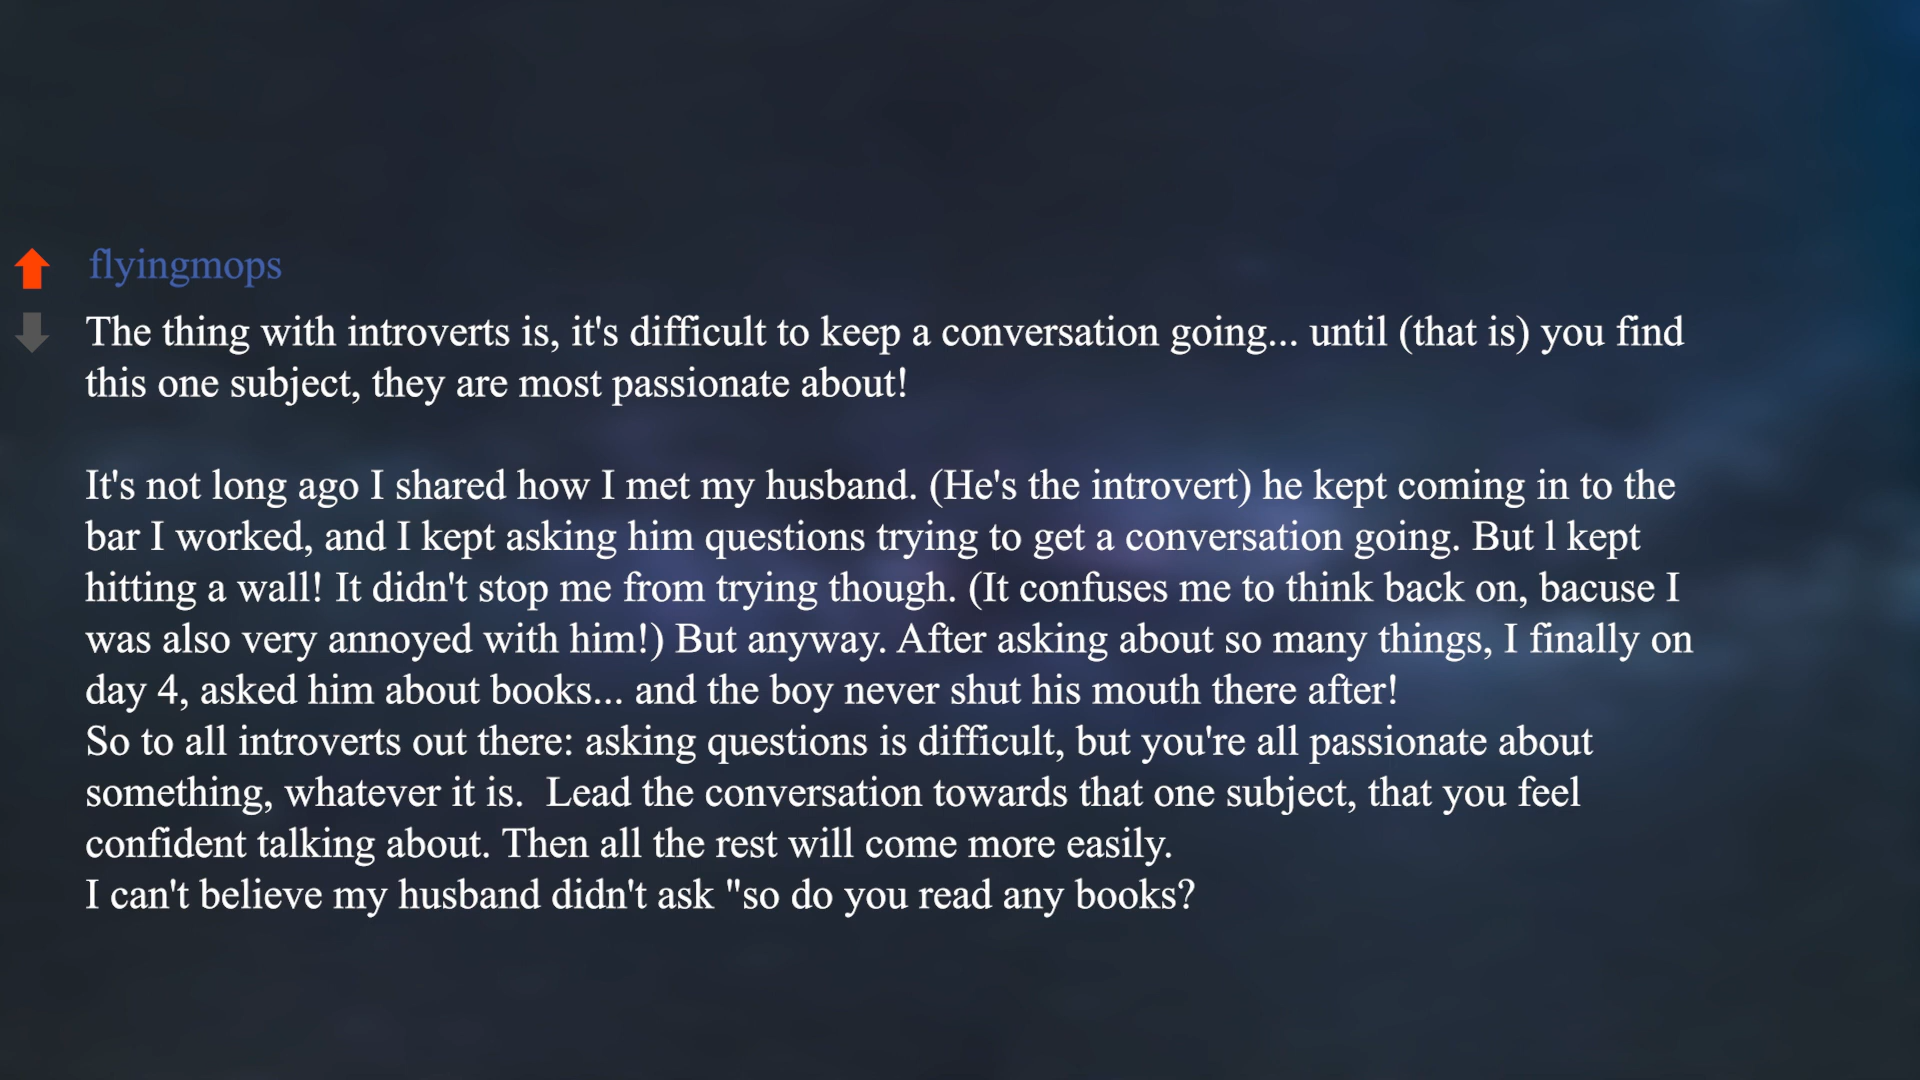 flyingmops
The thing with introverts is, it's difficult to keep a conversation going... until (that is) you find
this one subject, they are most passionate about!
It's not long ago I shared how I met my husband. (He's the introvert) he kept coming in to the
bar I worked, and I kept asking him questions trying to get a conversation going. But l kept
hitting a wall! It didn't stop me from trying though. (It confuses me to think back on, bacuse I
was also very annoyed with him!) But anyway. After asking about so many things, I finally on
day 4, asked him about books... and the boy never shut his mouth there after!
So to all introverts out there: asking questions is difficult, but you're all passionate about
something, whatever it is.  Lead the conversation towards that one subject, that you feel
confident talking about. Then all the rest will come more easily.
I can't believe my husband didn't ask "so do you read any books?